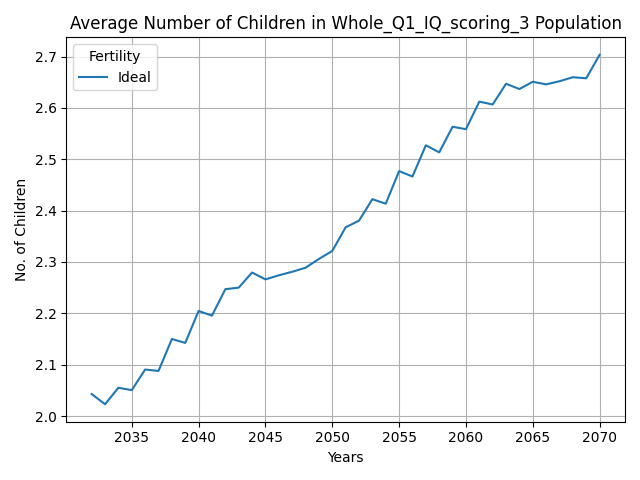 Average Number of Children in Whole_Q1_IQ_scoring_3 Population
Fertility
Ideal
No. of Children
2.7
2.6
2.5
2.4
2.3
2.2
2.1
2.0
2035 2040 2045 2050 2055 2060 2065 2070
Years